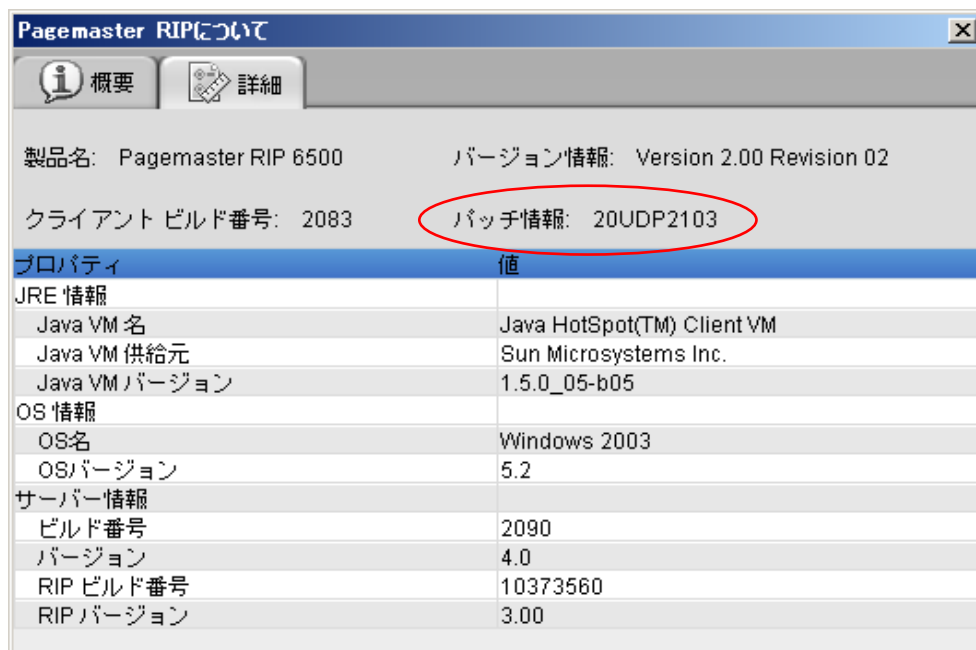 Pagemaster RIPについて
概要
詳細
製品名: Pagemaster RIP 6500 バージョン情報: Version 2.00 Revision 02
クライアント ビルド番号: 2083 パッチ情報: 20UDP2103
プロパティ 値
JRE 情報
Java VM 名 Java HotSpot(TM) Client VM
Java VM 供給元 Sun Microsystems Inc.
Java VM バージョン 1.5.0_05-b05
OS 情報
OS名 Windows 2003
OSバージョン 5.2
サーバー情報
ビルド番号 2090
バージョン 4.0
RIP ビルド番号 10373560
RIP バージョン 3.00